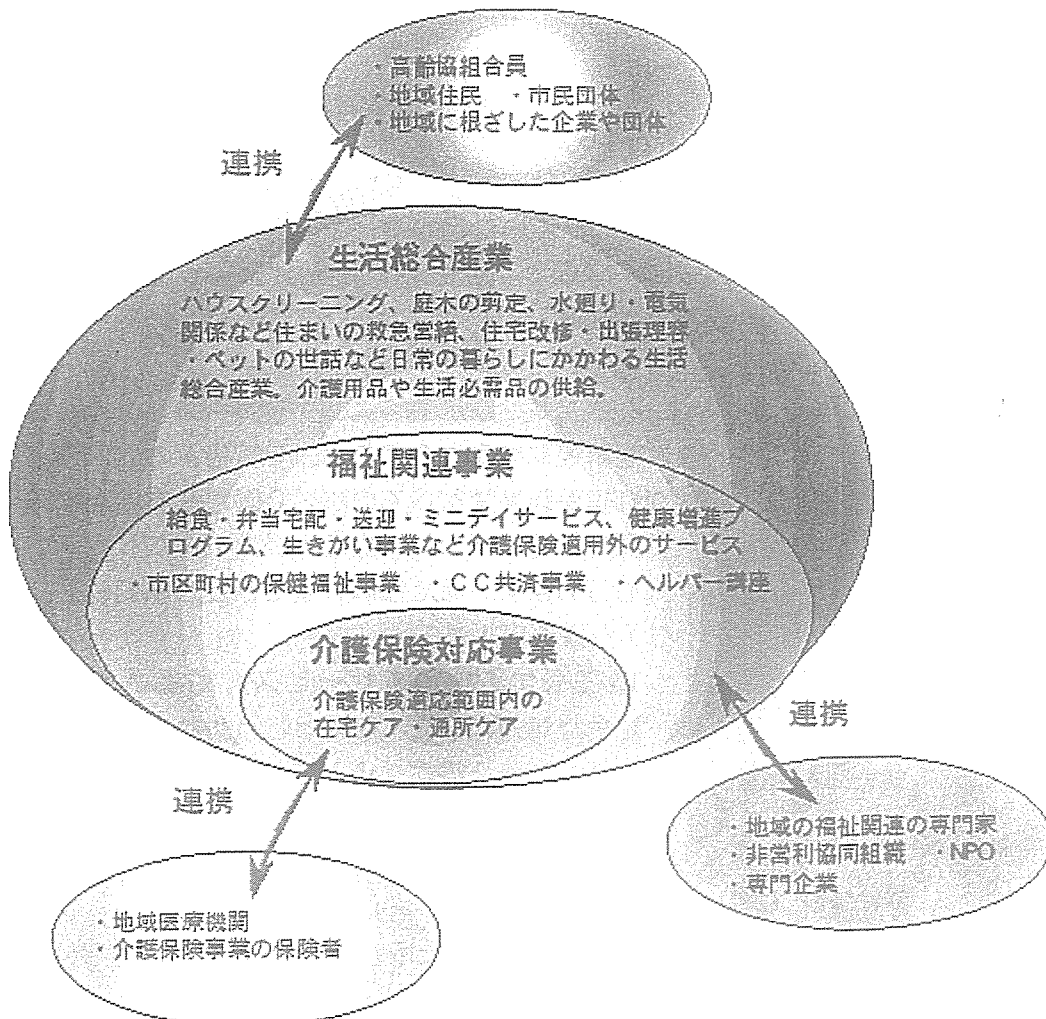 ・高齢協組合員
・地域住民　・市民団体
・地域に根ざした企業や団体
連携
生活総合産業
ハウスクリーニング、庭木の剪定、水廻り・電気
関係など住まいの救急営繕、住宅改修・出張理容
・ペットの世話など日常の暮らしにかかわる生活
総合産業。介護用品や生活必需品の供給。
福祉関連事業
給食・弁当宅配・送迎・ミニデイサービス、健康増進プ
ログラム、生きがい事業など介護保険適用外のサービス
・市区町村の保健福祉事業　・ＣＣ共済事業　・ヘルパー講座
介護保険対応事業
介護保険適応範囲内の
在宅ケア・通所ケア
連携
・地域の福祉関連の専門家
・非営利協同組織　・NPO
・専門企業
連携
・地域医療機関
・介護保険事業の保険者